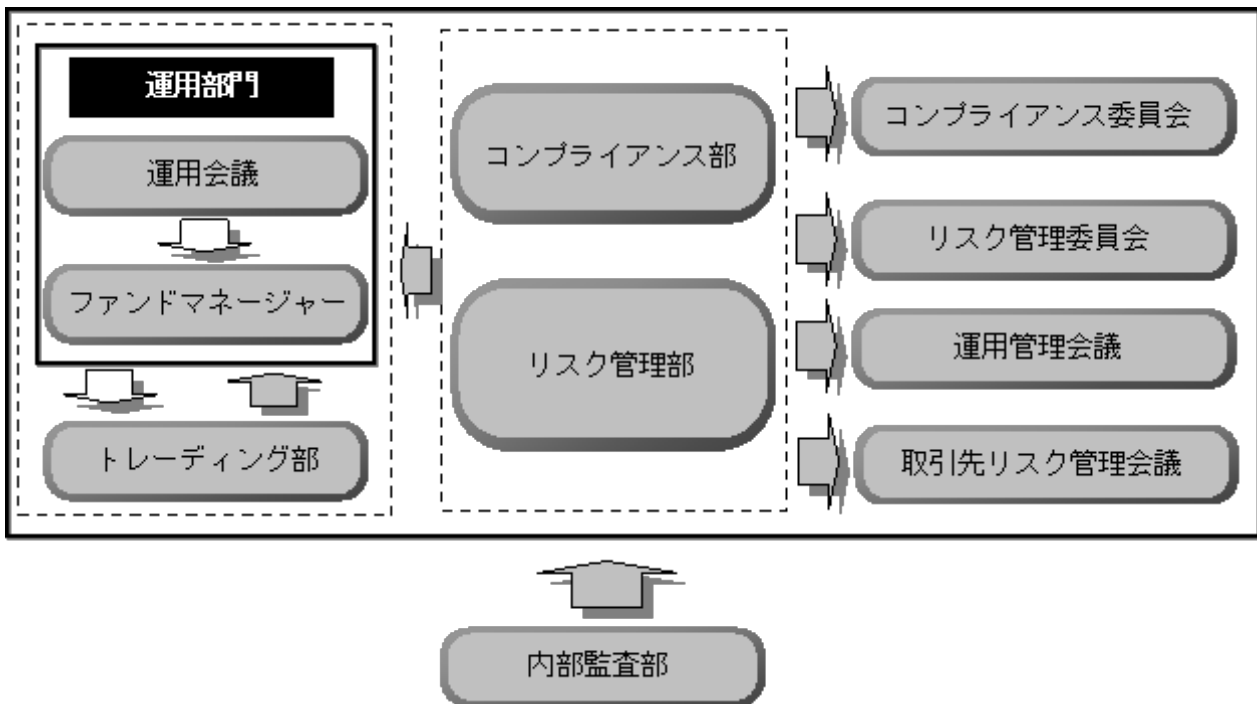 運用部門
運用会議
ファンドマネージャー
トレーディング部
コンプライアンス部
リスク管理部
コンプライアンス委員会
リスク管理委員会
運用管理会議
取引先リスク管理会議
内部監査部